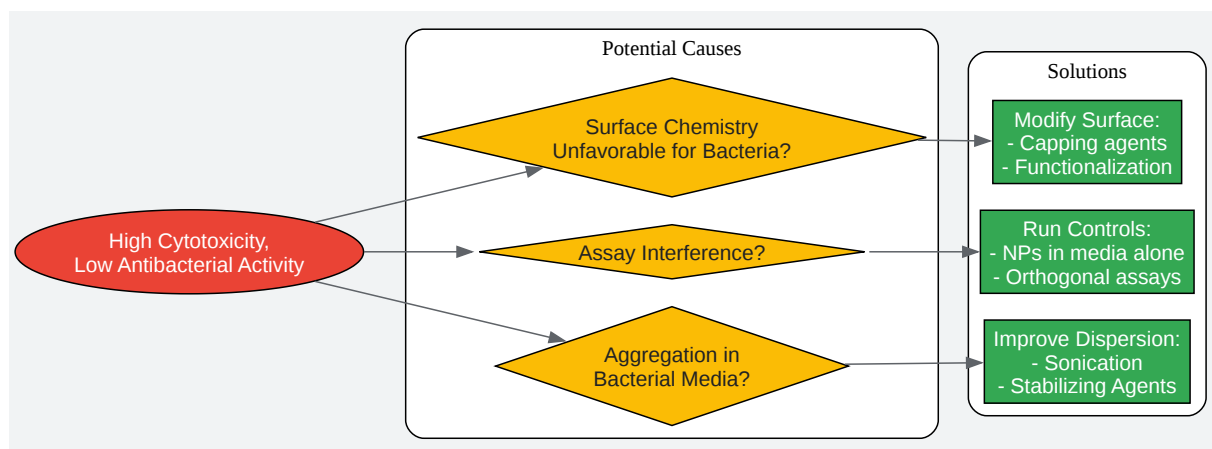 Potential Causes
Solutions
High Cytotoxicity,
Low Antibacterial Activity
Surface Chemistry
Unfavorable for Bacteria?
Modify Surface:
- Capping agents
- Functionalization
Assay Interference?
Run Controls:
- NPs in media alone
- Orthogonal assays
Aggregation in
Bacterial Media?
Improve Dispersion:
- Sonication
- Stabilizing Agents